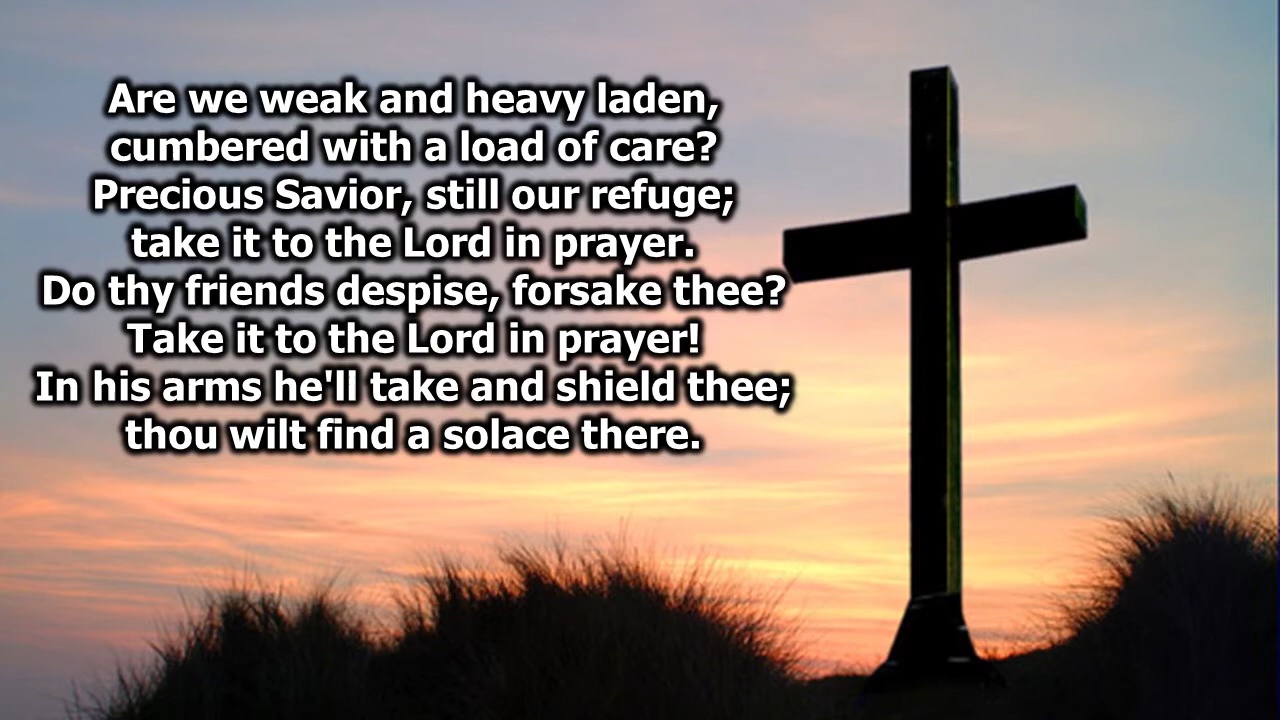 Are we weak and heavy laden,
cumbered with a load of care?
Precious Savior, still our refuge;
take it to the Lord in prayer.
Do thy friends despise, forsake thee?
Take it to the Lord in prayer!
In his arms he'll take and shield thee;
thou wilt find a solace there.